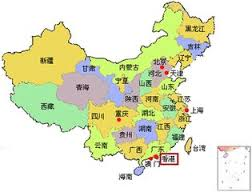 黑龙江
吉林
辽宁
新疆
甘肃
内蒙古
北京
河北
天津
宁夏
山西
山东
青海
陕西
河南
江苏
西藏
四川
重庆
湖北
安徽
上海
浙江
湖南
江西
福建
贵州
云南
广西
广东
台湾
香港
澳门
海南